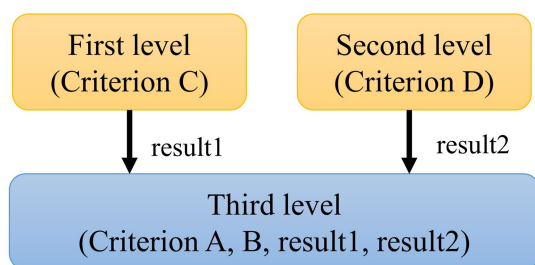 First level
(Criterion C)
Second level
(Criterion D)
result1
result2
Third level
(Criterion A, B, result1, result2)